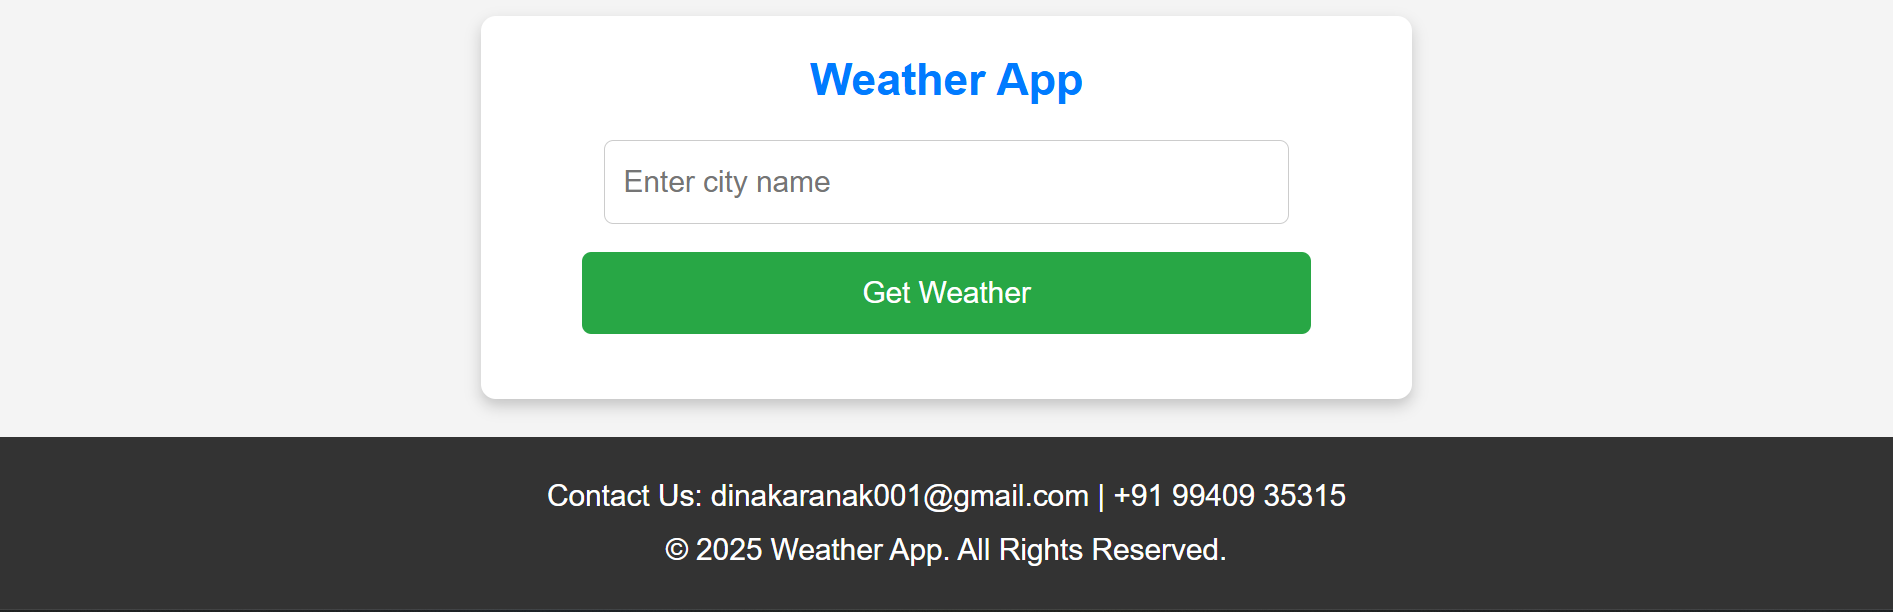 Weather App
Enter city name
Get Weather
Contact Us: dinakaranak001@gmail.com | +91 99409 35315
© 2025 Weather App. All Rights Reserved.